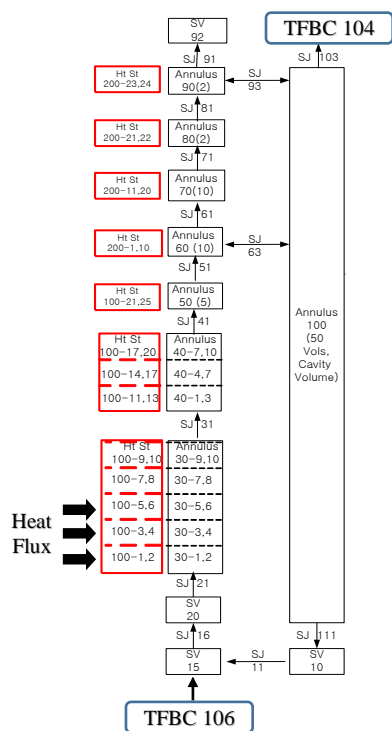 SV
92
TFBC 104
SJ 91
SJ 103
Ht St
200-23,24
Annulus
90(2)
SJ
93
SJ 81
Ht St
200-21,22
Annulus
80(2)
SJ 71
Ht St
200-11,20
Annulus
70(10)
SJ 61
Ht St
200-1,10
Annulus
60 (10)
SJ
63
SJ 51
Ht St
100-21,25
Annulus
50 (5)
SJ 41
Annulus
100
(50
Vols,
Cavity
Volume)
Ht St
100-17,20
Annulus
40-7,10
100-14,17
40-4,7
100-11,13
40-1,3
SJ 31
Ht St
100-9,10
Annulus
30-9,10
100-7,8
30-7,8
100-5,6
30-5,6
Heat
Flux
100-3,4
30-3,4
100-1,2
30-1,2
SJ 21
SV
20
SJ 16
SJ 111
SV
15
SJ
11
SV
10
TFBC 106